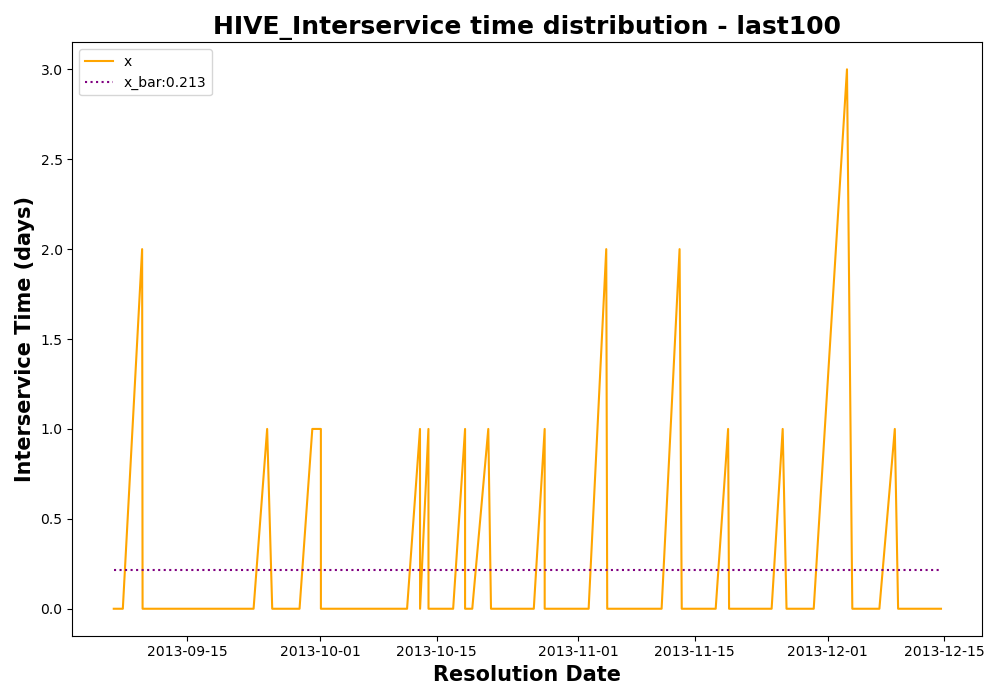 HIVE_Interservice time distribution - last100
x
x_bar:0.213
3.0
2.5
2.0
1.5
1.0
0.5
0.0
Interservice Time (days)
2013-09-15 2013-10-01 2013-10-15 2013-11-01 2013-11-15 2013-12-01 2013-12-15
Resolution Date